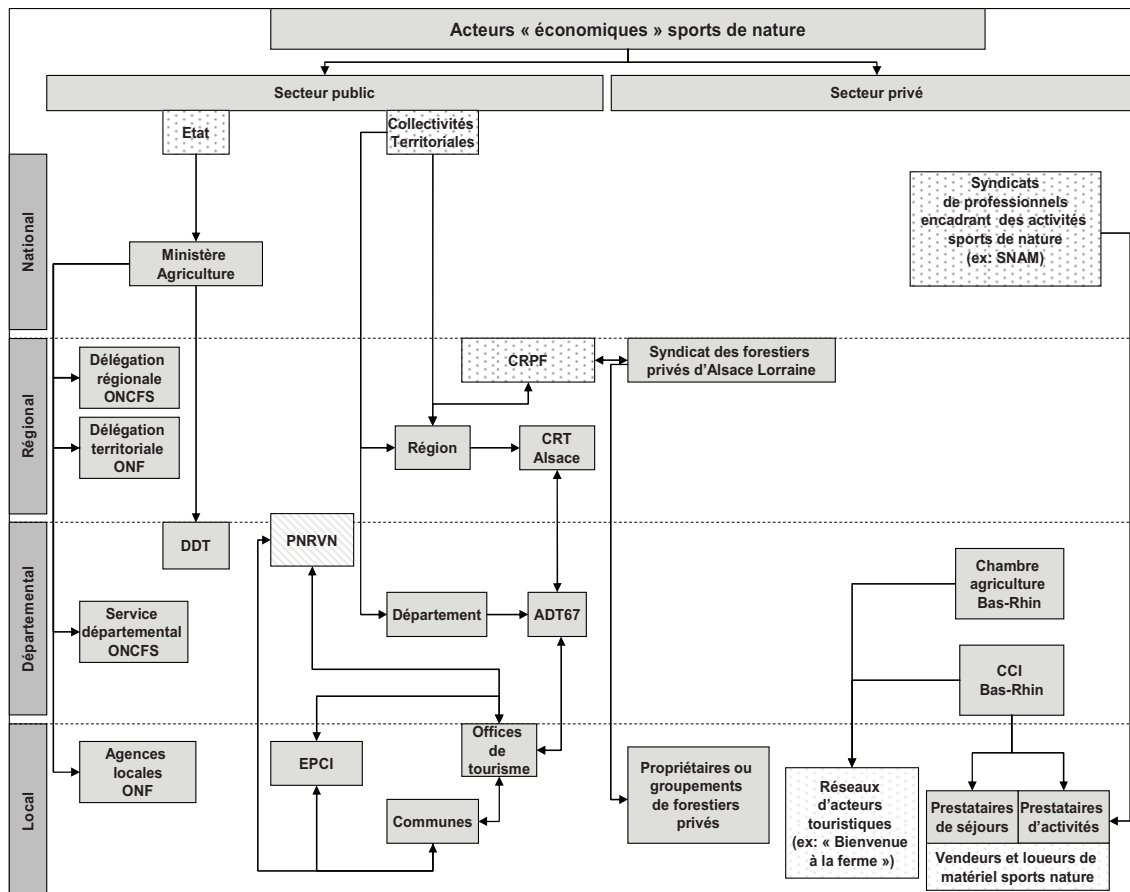 Acteurs « économiques » sports de nature
Secteur public
Secteur privé
Etat
Collectivités
Territoriales
National
Syndicats
de professionnels
encadrant des activités
sports de nature
(ex: SNAM)
Ministère
Agriculture
Régional
Délégation
régionale
ONCFS
CRPF
Syndicat des forestiers
privés d’Alsace Lorraine
Délégation
territoriale
ONF
Région
CRT
Alsace
Départemental
DDT
PNRVN
Chambre
agriculture
Bas-Rhin
Service
départemental
ONCFS
Département
ADT67
CCI
Bas-Rhin
Local
Agences
locales
ONF
EPCI
Offices
de
tourisme
Communes
Propriétaires ou
groupements
de forestiers
privés
Réseaux
d’acteurs
touristiques
(ex: « Bienvenue
à la ferme »)
Prestataires
de séjours
Prestataires
d’activités
Vendeurs et loueurs de
matériel sports nature